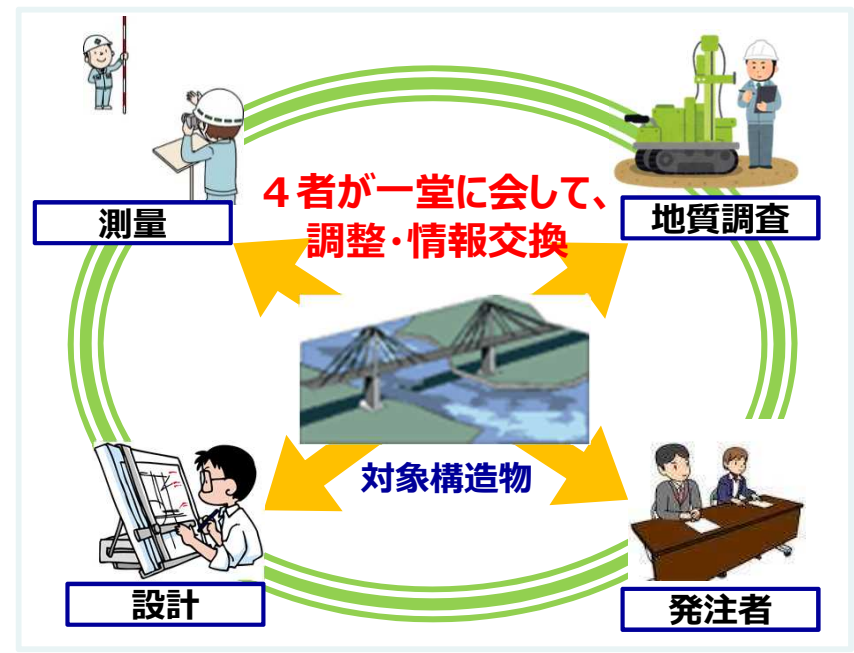 測量
４者が一堂に会して、
調整・情報交換
地質調査
対象構造物
設計
発注者